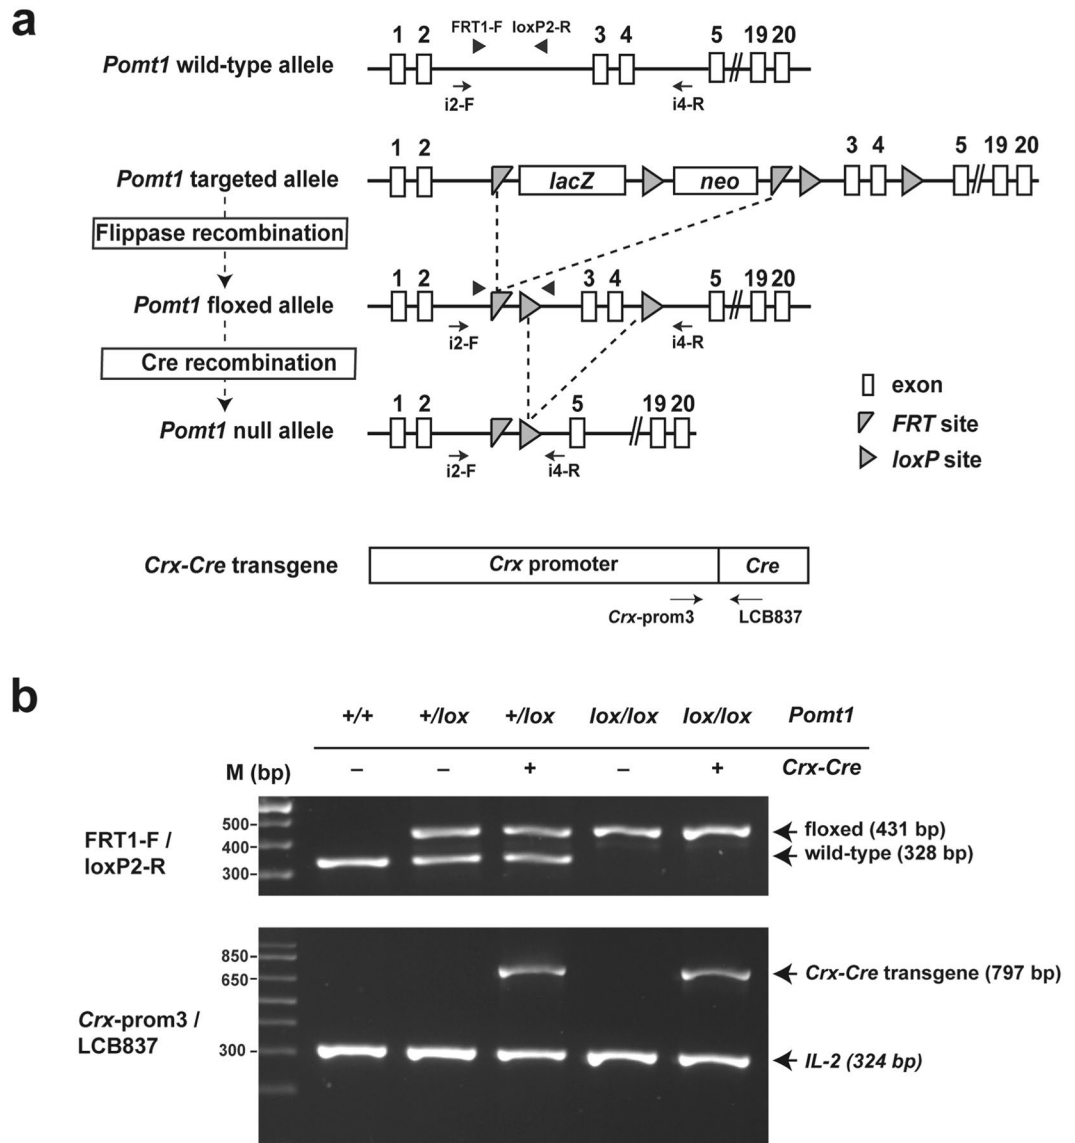 a
FRT1-F loxP2-R
1 2 3 4 5 19 20
Pomt1 wild-type allele
i2-F i4-R
1 2 3 4 5 19 20
Pomt1 targeted allele
lacZ neo
Flippase recombination
1 2 3 4 5 19 20
Pomt1 floxed allele
i2-F i4-R
Cre recombination
1 2 5 19 20
Pomt1 null allele
i2-F i4-R
exon
FRT site
loxP site
Crx-Cre transgene
Crx promoter Cre
Crx-prom3 LCB837
b
+/+ +/lox +/lox lox/lox lox/lox Pomt1
M (bp) – – + – + Crx-Cre
FRT1-F /
loxP2-R
500-
400-
300-
floxed (431 bp)
wild-type (328 bp)
Crx-prom3 /
LCB837
850-
650-
300-
Crx-Cre transgene (797 bp)
IL-2 (324 bp)